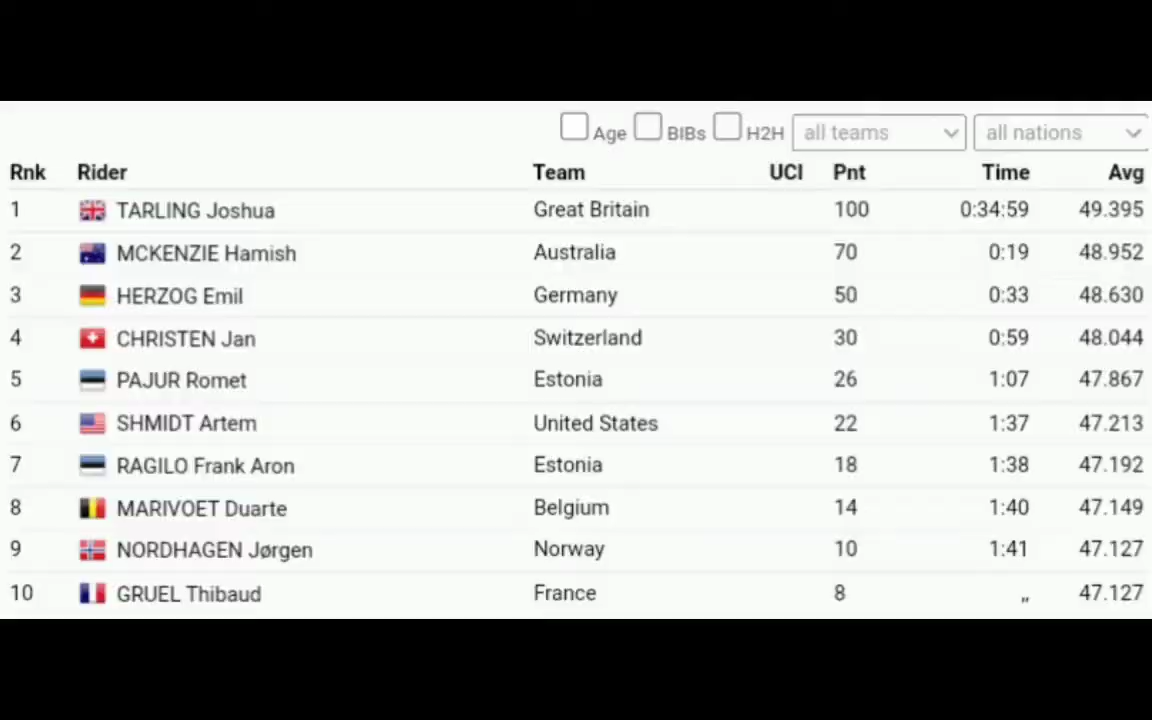 Age BIBs H2H all teams all nations
Rnk Rider Team UCI Pnt Time Avg
1 TARLING Joshua Great Britain 100 0:34:59 49.395
2 MCKENZIE Hamish Australia 70 0:19 48.952
3 HERZOG Emil Germany 50 0:33 48.630
4 CHRISTEN Jan Switzerland 30 0:59 48.044
5 PAJUR Romet Estonia 26 1:07 47.867
6 SHMIDT Artem United States 22 1:37 47.213
7 RAGILO Frank Aron Estonia 18 1:38 47.192
8 MARIVOET Duarte Belgium 14 1:40 47.149
9 NORDHAGEN Jørgen Norway 10 1:41 47.127
10 GRUEL Thibaud France 8 ,, 47.127